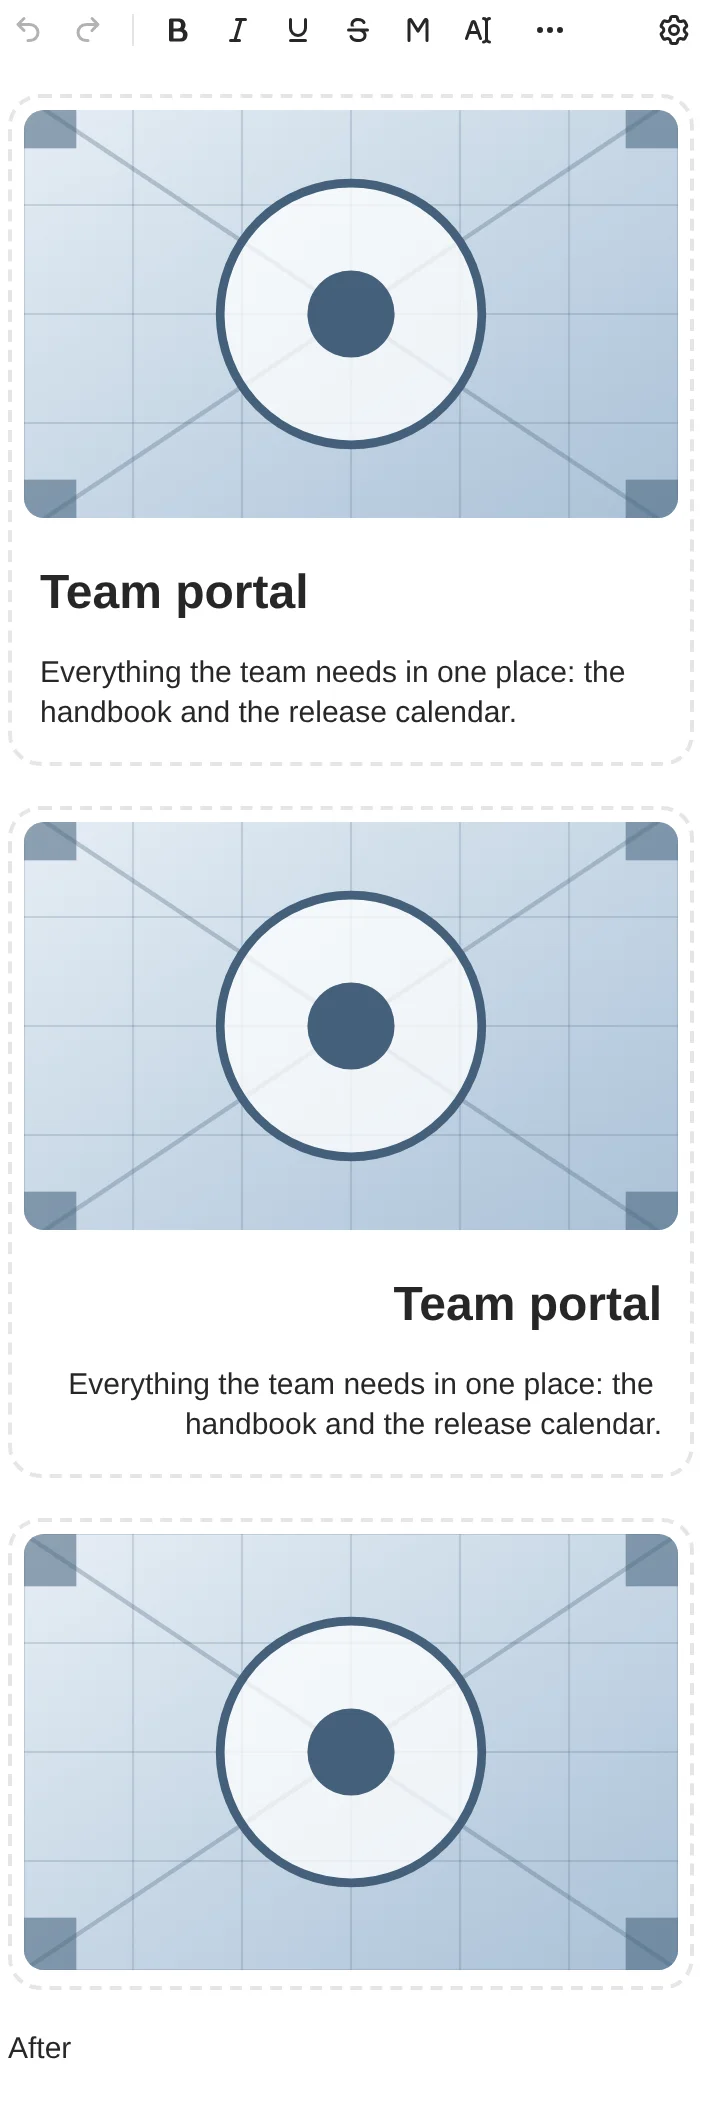 Team portal
Everything the team needs in one place: the
handbook and the release calendar.
Team portal
Everything the team needs in one place: the
handbook and the release calendar.
After